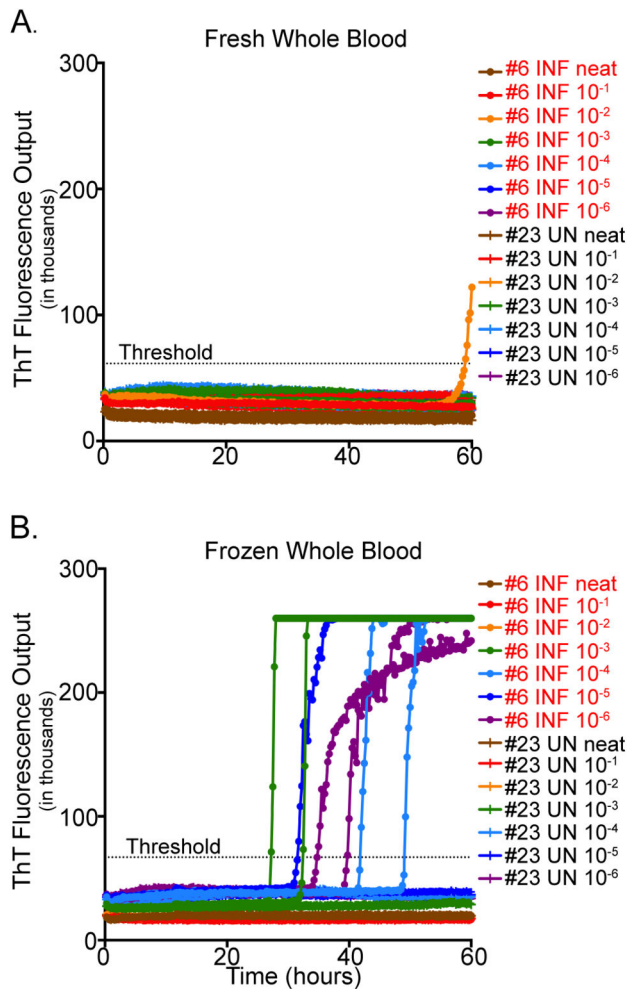 A.
Fresh Whole Blood
300
200
100
0
ThT Fluorescence Output
(in thousands)
Threshold
0
20
40
60
#6 INF neat
#6 INF 10⁻¹
#6 INF 10⁻²
#6 INF 10⁻³
#6 INF 10⁻⁴
#6 INF 10⁻⁵
#6 INF 10⁻⁶
#23 UN neat
#23 UN 10⁻¹
#23 UN 10⁻²
#23 UN 10⁻³
#23 UN 10⁻⁴
#23 UN 10⁻⁵
#23 UN 10⁻⁶
B.
Frozen Whole Blood
300
200
100
0
ThT Fluorescence Output
(in thousands)
Threshold
0
20
40
60
Time (hours)
#6 INF neat
#6 INF 10⁻¹
#6 INF 10⁻²
#6 INF 10⁻³
#6 INF 10⁻⁴
#6 INF 10⁻⁵
#6 INF 10⁻⁶
#23 UN neat
#23 UN 10⁻¹
#23 UN 10⁻²
#23 UN 10⁻³
#23 UN 10⁻⁴
#23 UN 10⁻⁵
#23 UN 10⁻⁶